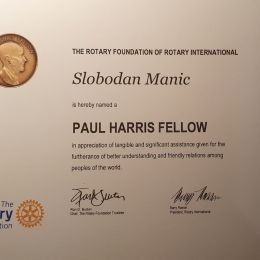 THE ROTARY FOUNDATION OF ROTARY INTERNATIONAL
Slobodan Manic
is hereby named a
PAUL HARRIS FELLOW
in appreciation of tangible and significant assistance given for the
furtherance of better understanding and friendly relations among
peoples of the world.
Chair, The Rotary Foundation Trustees
President, Rotary International
The